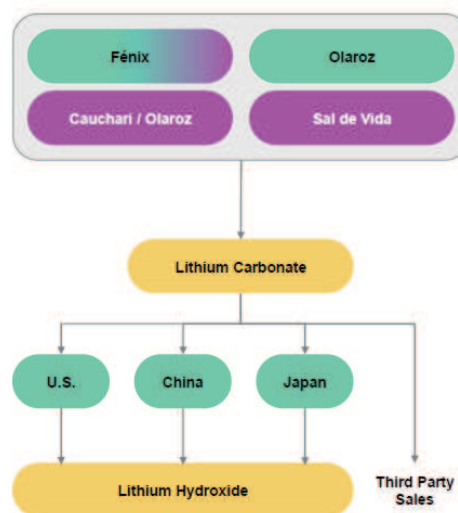 Fénix
Olaroz
Cauchari / Olaroz
Sal de Vida
Lithium Carbonate
U.S.
China
Japan
Lithium Hydroxide
Third Party
Sales